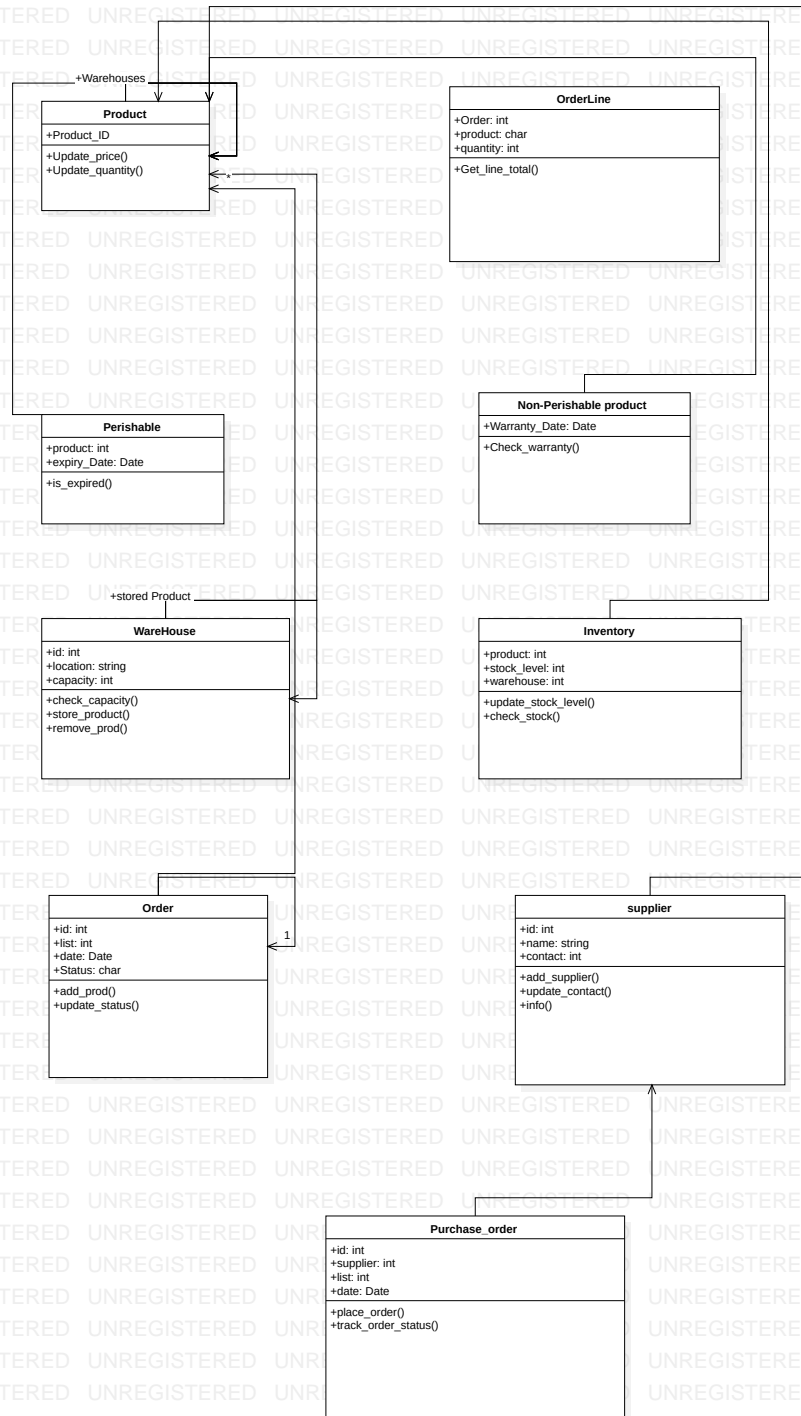 +Warehouses
Product
+Product_ID
+Update_price()
+Update_quantity()
*
OrderLine
+Order: int
+product: char
+quantity: int
+Get_line_total()
Perishable
+product: int
+expiry_Date: Date
+is_expired()
Non-Perishable product
+Warranty_Date: Date
+Check_warranty()
+stored Product
WareHouse
+id: int
+location: string
+capacity: int
+check_capacity()
+store_product()
+remove_prod()
Inventory
+product: int
+stock_level: int
+warehouse: int
+update_stock_level()
+check_stock()
Order
+id: int
+list: int
+date: Date
+Status: char
+add_prod()
+update_status()
1
supplier
+id: int
+name: string
+contact: int
+add_supplier()
+update_contact()
+info()
Purchase_order
+id: int
+supplier: int
+list: int
+date: Date
+place_order()
+track_order_status()
UNREGISTERED